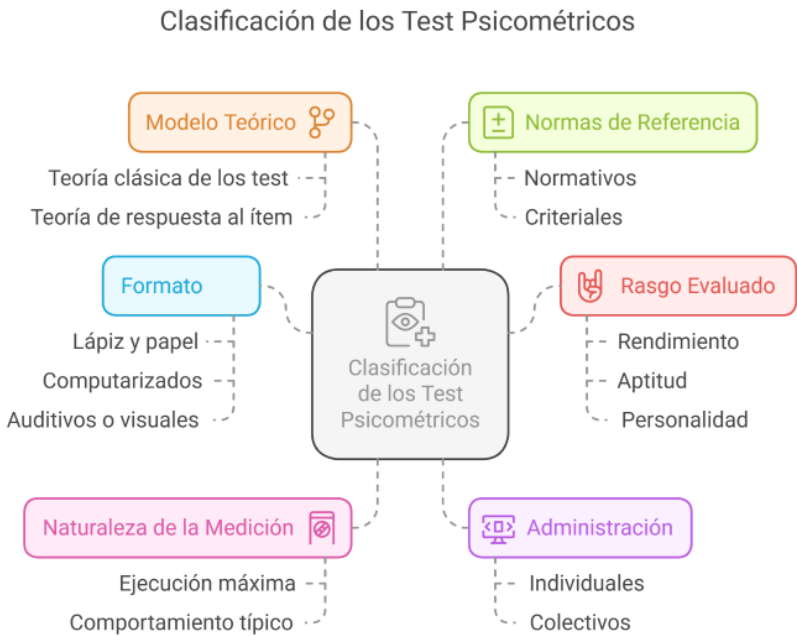 Clasificación de los Test Psicométricos
Modelo Teórico
Teoría clásica de los test
Teoría de respuesta al ítem
Normas de Referencia
Normativos
Criteriales
Formato
Lápiz y papel
Computarizados
Auditivos o visuales
Clasificación
de los Test
Psicométricos
Rasgo Evaluado
Rendimiento
Aptitud
Personalidad
Naturaleza de la Medición
Ejecución máxima
Comportamiento típico
Administración
Individuales
Colectivos